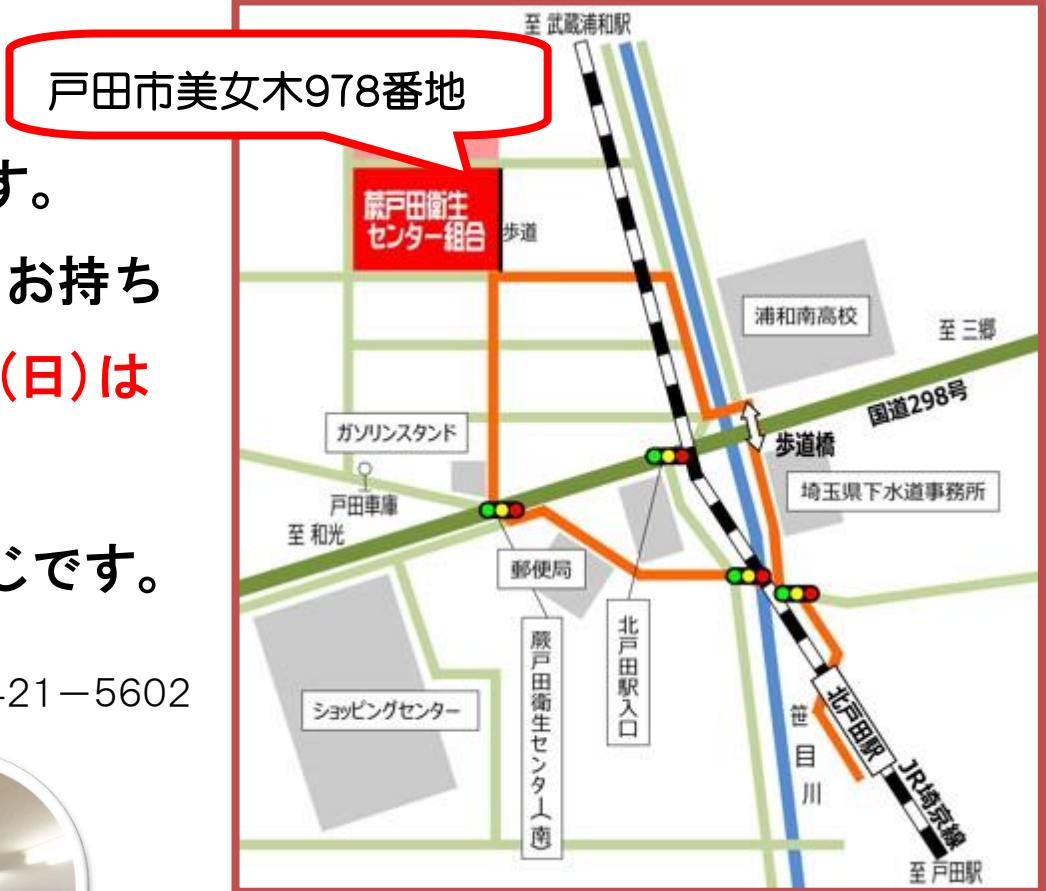 至 武蔵浦和駅
戸田市美女木978番地
す。
お持ち
(日)は
じです。
421-5602
蕨戸田衛生
センター組合
歩道
浦和南高校
至 三郷
国道298号
歩道橋
ガソリンスタンド
戸田車庫
至 和光
埼玉県下水道事務所
郵便局
蕨戸田衛生センター(南)
北戸田駅入口
ショッピングセンター
笹目川
北戸田駅
JR埼京線
至 戸田駅